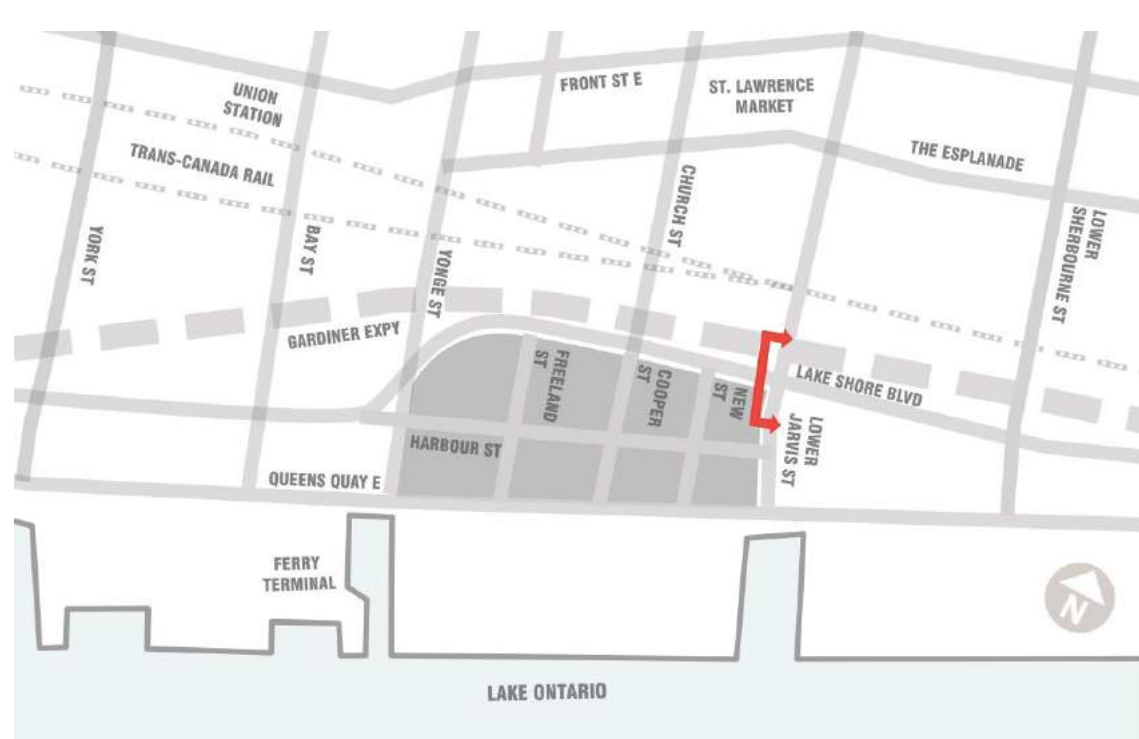 UNION
STATION
FRONT ST E
ST. LAWRENCE
MARKET
TRANS-CANADA RAIL
THE ESPLANADE
CHURCH ST
YORK ST
BAY ST
YONGE ST
LOWER
SHERBOURNE ST
GARDINER EXPY
FREELAND
ST
COOPER
ST
NEW
ST
LAKE SHORE BLVD
LOWER
JARVIS ST
HARBOUR ST
QUEENS QUAY E
FERRY
TERMINAL
N
LAKE ONTARIO